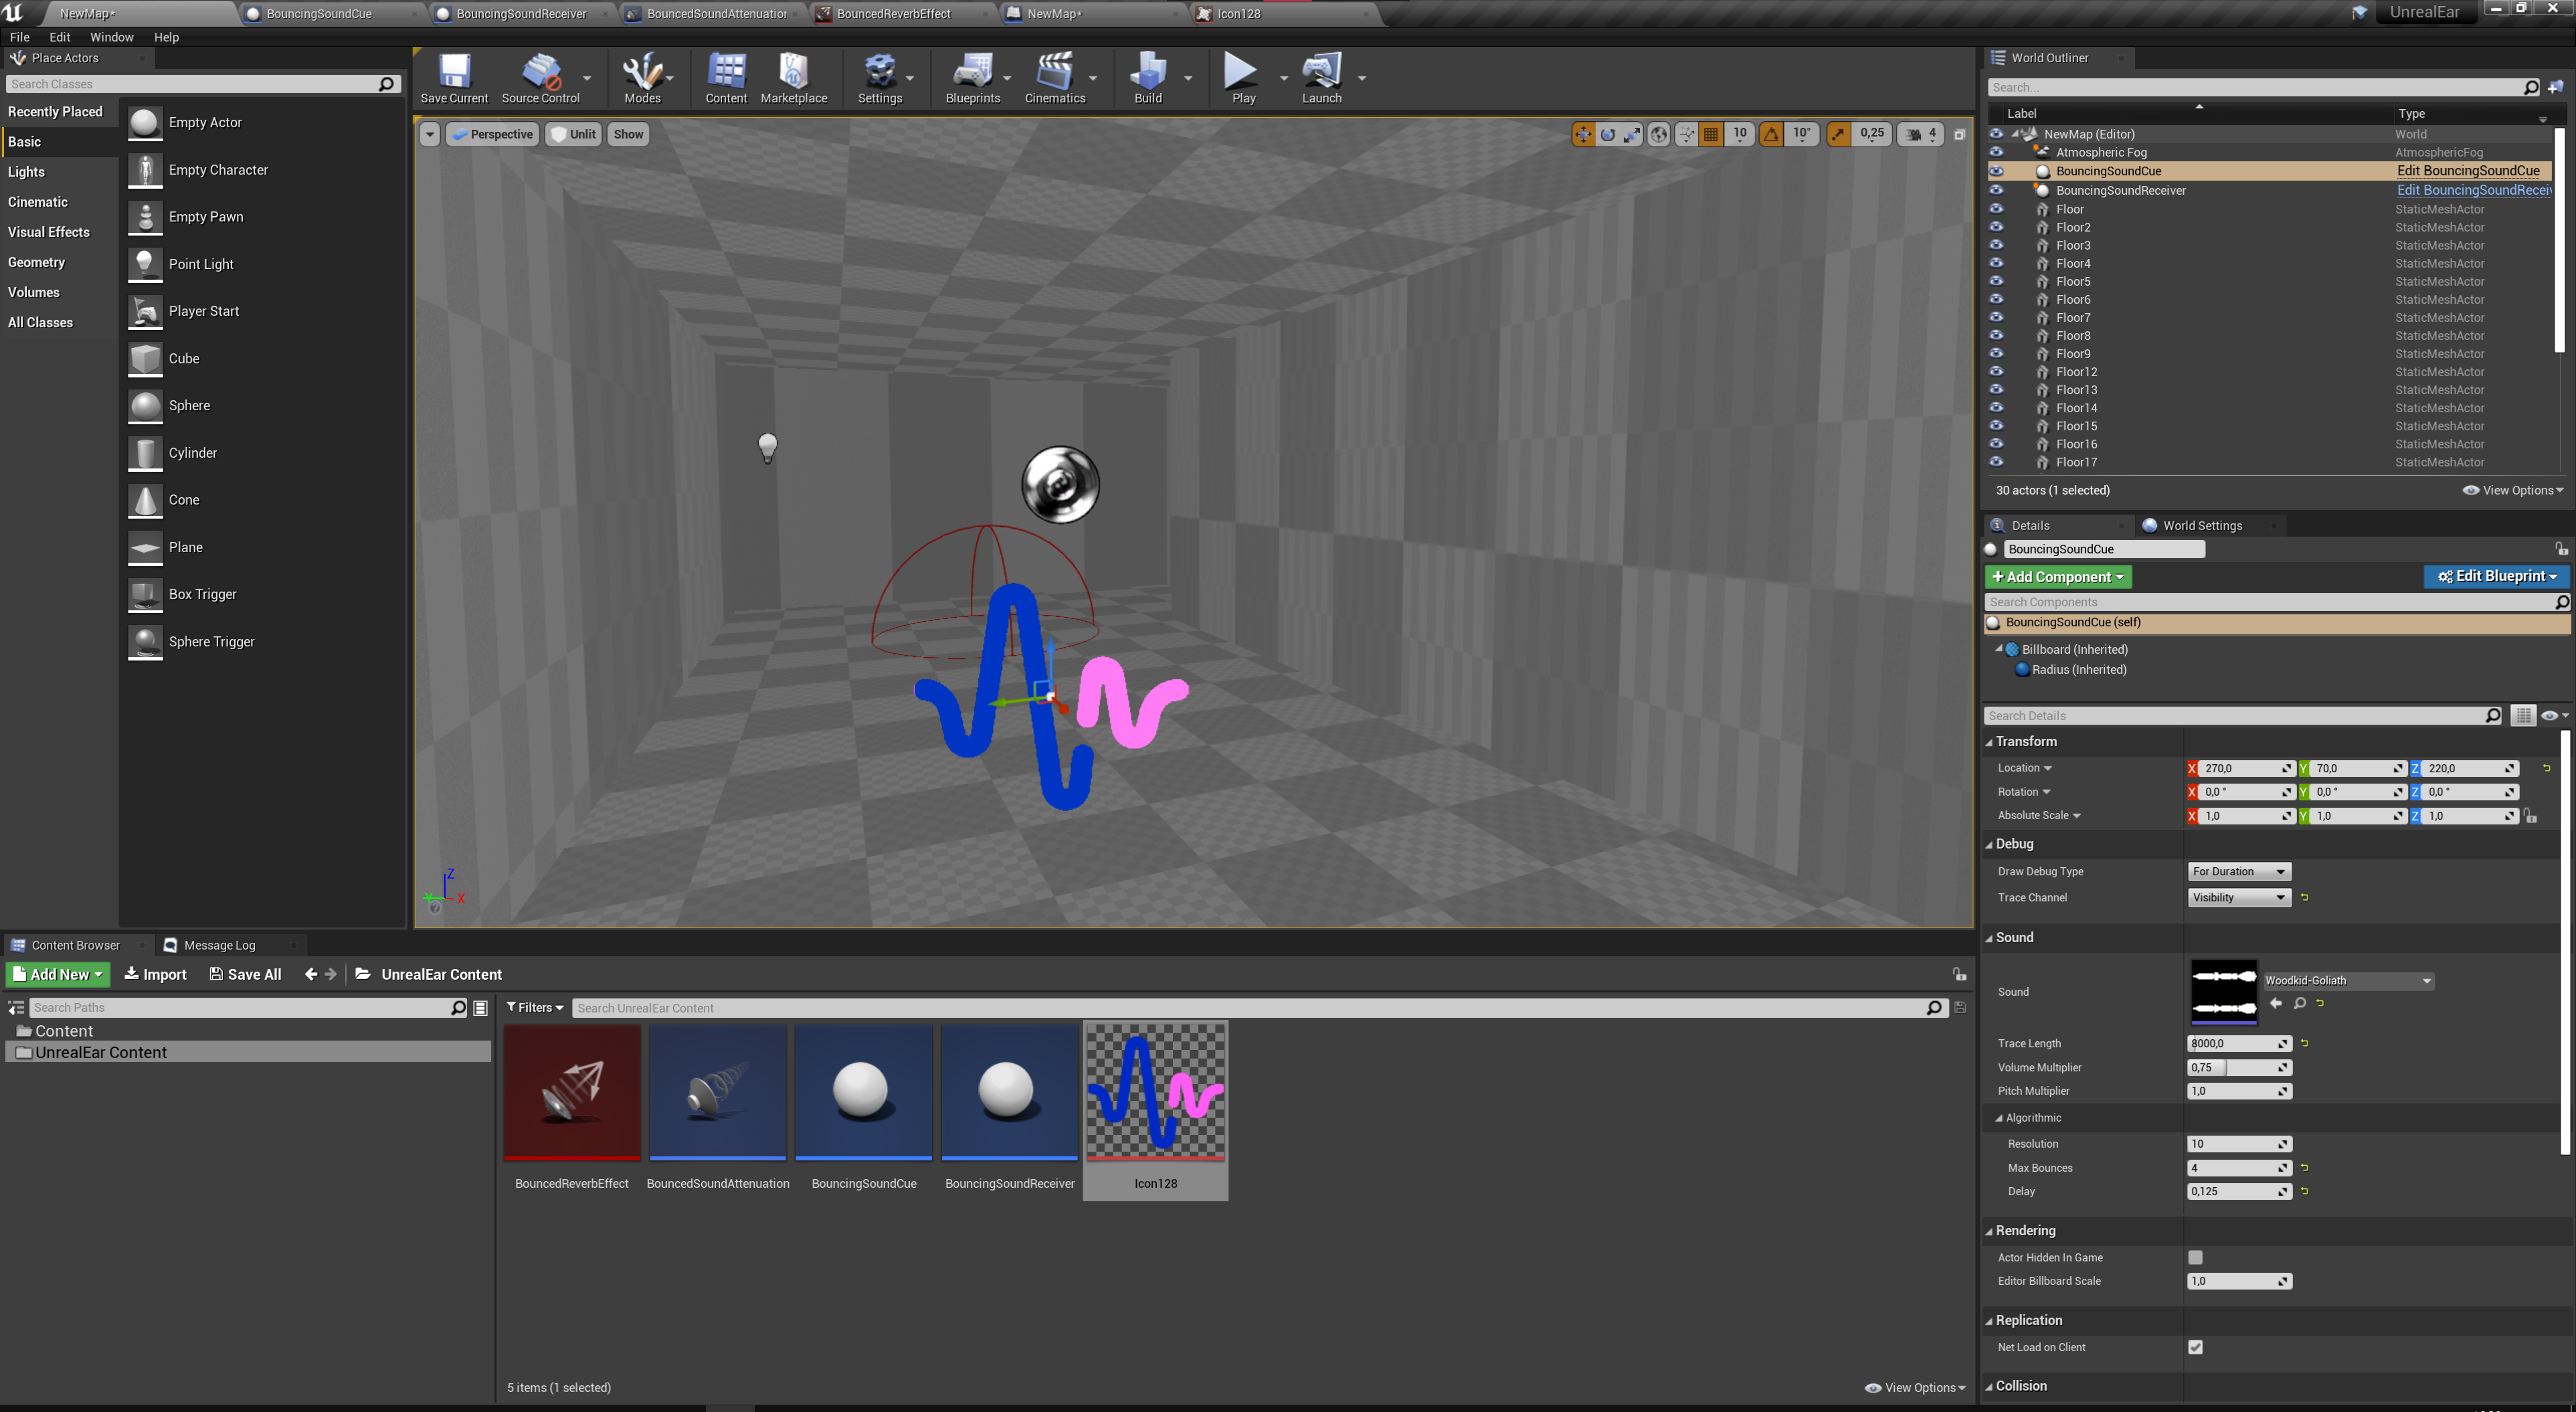 NewMap*
BouncingSoundCue
BouncingSoundReceiver
BouncedSoundAttenuation
BouncedReverbEffect
NewMap*
Icon128
UnrealEar
File Edit Window Help
Place Actors
Search Classes
Recently Placed
Basic
Lights
Cinematic
Visual Effects
Geometry
Volumes
All Classes
Empty Actor
Empty Character
Empty Pawn
Point Light
Player Start
Cube
Sphere
Cylinder
Cone
Plane
Box Trigger
Sphere Trigger
Save Current Source Control Modes Content Marketplace Settings Blueprints Cinematics Build Play Launch
Perspective Unlit Show
10 10° 0,25 4
Z
Y X
World Outliner
Search...
Label Type
NewMap (Editor) World
Atmospheric Fog AtmosphericFog
BouncingSoundCue Edit BouncingSoundCue
BouncingSoundReceiver Edit BouncingSoundRecei
Floor StaticMeshActor
Floor2 StaticMeshActor
Floor3 StaticMeshActor
Floor4 StaticMeshActor
Floor5 StaticMeshActor
Floor6 StaticMeshActor
Floor7 StaticMeshActor
Floor8 StaticMeshActor
Floor9 StaticMeshActor
Floor12 StaticMeshActor
Floor13 StaticMeshActor
Floor14 StaticMeshActor
Floor15 StaticMeshActor
Floor16 StaticMeshActor
Floor17 StaticMeshActor
30 actors (1 selected) View Options
Details World Settings
BouncingSoundCue
+Add Component Edit Blueprint
Search Components
BouncingSoundCue (self)
Billboard (Inherited)
Radius (Inherited)
Search Details
Transform
Location X 270,0 Y 70,0 Z 220,0
Rotation X 0,0 ° Y 0,0 ° Z 0,0 °
Absolute Scale X 1,0 Y 1,0 Z 1,0
Debug
Draw Debug Type For Duration
Trace Channel Visibility
Sound
Sound Woodkid-Goliath
Trace Length 8000,0
Volume Multiplier 0,75
Pitch Multiplier 1,0
Algorithmic
Resolution 10
Max Bounces 4
Delay 0,125
Rendering
Actor Hidden In Game
Editor Billboard Scale 1,0
Replication
Net Load on Client
Collision
Content Browser Message Log
Add New Import Save All UnrealEar Content
Search Paths
Content
UnrealEar Content
Filters Search UnrealEar Content
BouncedReverbEffect BouncedSoundAttenuation BouncingSoundCue BouncingSoundReceiver Icon128
5 items (1 selected) View Options